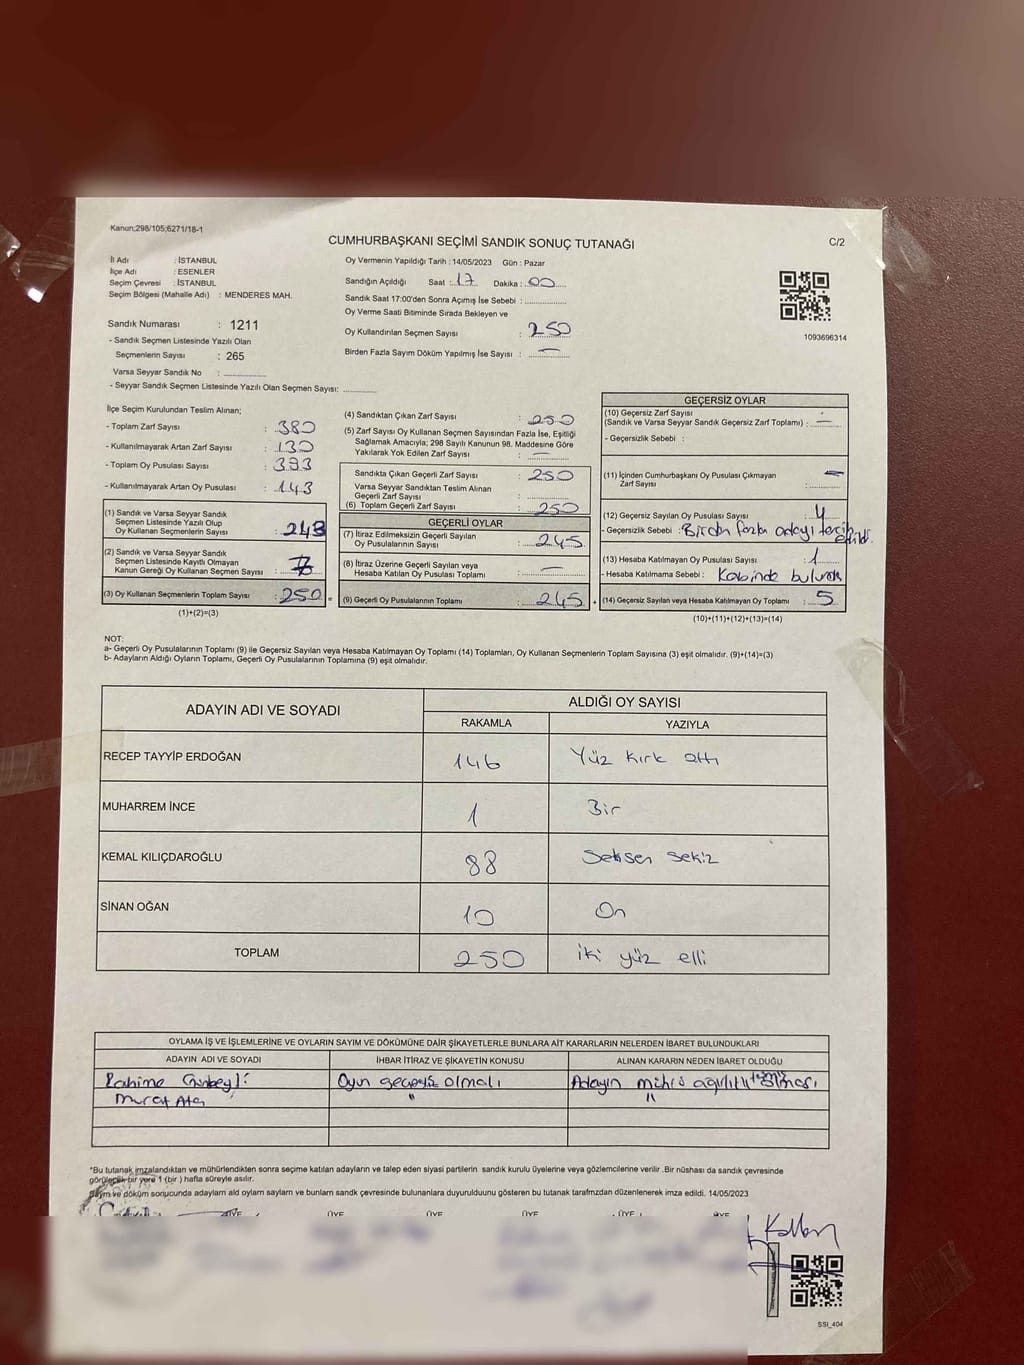 Kanun;298/105;6271/18-1
CUMHURBAŞKANI SEÇİMİ SANDIK SONUÇ TUTANAĞI
C/2
İl Adı : İSTANBUL
İlçe Adı : ESENLER
Seçim Çevresi : İSTANBUL
Seçim Bölgesi (Mahalle Adı) : MENDERES MAH.
Sandık Numarası : 1211
- Sandık Seçmen Listesinde Yazılı Olan
Seçmenlerin Sayısı : 265
Varsa Seyyar Sandık No : ............
- Seyyar Sandık Seçmen Listesinde Yazılı Olan Seçmen Sayısı: ............
Oy Vermenin Yapıldığı Tarih : 14/05/2023 Gün : Pazar
Sandığın Açıldığı Saat : 17 Dakika : 00
Sandık Saat 17:00'den Sonra Açımış İse Sebebi : ............
Oy Verme Saati Bitiminde Sırada Bekleyen ve
Oy Kullandırılan Seçmen Sayısı : 250
Birden Fazla Sayım Döküm Yapılmış İse Sayısı : —
1093696314
İlçe Seçim Kurulundan Teslim Alınan;
- Toplam Zarf Sayısı : 380
- Kullanılmayarak Artan Zarf Sayısı : 130
- Toplam Oy Pusulası Sayısı : 393
- Kullanılmayarak Artan Oy Pusulası : 143
(1) Sandık ve Varsa Seyyar Sandık
Seçmen Listesinde Yazılı Olup
Oy Kullanan Seçmenlerin Sayısı : 243
(2) Sandık ve Varsa Seyyar Sandık
Seçmen Listesinde Kayıtlı Olmayan
Kanun Gereği Oy Kullanan Seçmen Sayısı : 7
(3) Oy Kullanan Seçmenlerin Toplam Sayısı : 250 =
(1)+(2)=(3)
(4) Sandıktan Çıkan Zarf Sayısı : 250
(5) Zarf Sayısı Oy Kullanan Seçmen Sayısından Fazla İse, Eşitliği
Sağlamak Amacıyla; 298 Sayılı Kanunun 98. Maddesine Göre
Yakılarak Yok Edilen Zarf Sayısı : —
Sandıkta Çıkan Geçerli Zarf Sayısı : 250
Varsa Seyyar Sandıktan Teslim Alınan
Geçerli Zarf Sayısı : ............
(6) Toplam Geçerli Zarf Sayısı : 250
GEÇERLİ OYLAR
(7) İtiraz Edilmeksizin Geçerli Sayılan
Oy Pusulalarının Sayısı : 245
(8) İtiraz Üzerine Geçerli Sayılan veya
Hesaba Katılan Oy Pusulası Toplamı : —
(9) Geçerli Oy Pusulalarının Toplamı : 245 +
GEÇERSİZ OYLAR
(10) Geçersiz Zarf Sayısı
(Sandık ve Varsa Seyyar Sandık Geçersiz Zarf Toplamı) : —
- Geçersizlik Sebebi :
(11) İçinden Cumhurbaşkanı Oy Pusulası Çıkmayan
Zarf Sayısı : —
(12) Geçersiz Sayılan Oy Pusulası Sayısı : 4
- Geçersizlik Sebebi : Birden fazla adayı tercih edildi.
(13) Hesaba Katılmayan Oy Pusulası Sayısı : 1
- Hesaba Katılmama Sebebi : Kabinde
(14) Geçersiz Sayılan veya Hesaba Katılmayan Oy Toplamı : 5
(10)+(11)+(12)+(13)=(14)
NOT:
a- Geçerli Oy Pusulalarının Toplamı (9) ile Geçersiz Sayılan veya Hesaba Katılmayan Oy Toplamı (14) Toplamları, Oy Kullanan Seçmenlerin Toplam Sayısına (3) eşit olmalıdır. (9)+(14)=(3)
b- Adayların Aldığı Oyların Toplamı, Geçerli Oy Pusulalarının Toplamına (9) eşit olmalıdır.
ADAYIN ADI VE SOYADI
ALDIĞI OY SAYISI
RAKAMLA YAZIYLA
RECEP TAYYİP ERDOĞAN 146 Yüz kırk altı
MUHARREM İNCE 1 Bir
KEMAL KILIÇDAROĞLU 88 Seksen sekiz
SİNAN OĞAN 10 On
TOPLAM 250 iki yüz elli
OYLAMA İŞ VE İŞLEMLERİNE VE OYLARIN SAYIM VE DÖKÜMÜNE DAİR ŞİKAYETLERLE BUNLARA AİT KARARLARIN NELERDEN İBARET BULUNDUKLARI
ADAYIN ADI VE SOYADI İHBAR İTİRAZ VE ŞİKAYETİN KONUSU ALINAN KARARIN NEDEN İBARET OLDUĞU
Rahime Oyun geçersiz olmalı Adayın olması
Murat Ata " "
*Bu tutanak imzalandıktan ve mühürlendikten sonra seçime katılan adayların ve talep eden siyasi partilerin sandık kurulu üyelerine veya gözlemcilerine verilir .Bir nüshası da sandık çevresinde
görülecek bir yere 1 (bir ) hafta süreyle asılır.
Sayım ve döküm sonucunda adayların ald oylarn sayların ve bunların sandk çevresinde bulunanlara duyurulduunu gösteren bu tutanak tarafmzdan düzenlenerek imza edildi. 14/05/2023
ÜYE ÜYE ÜYE ÜYE ÜYE ÜYE
SSI_404